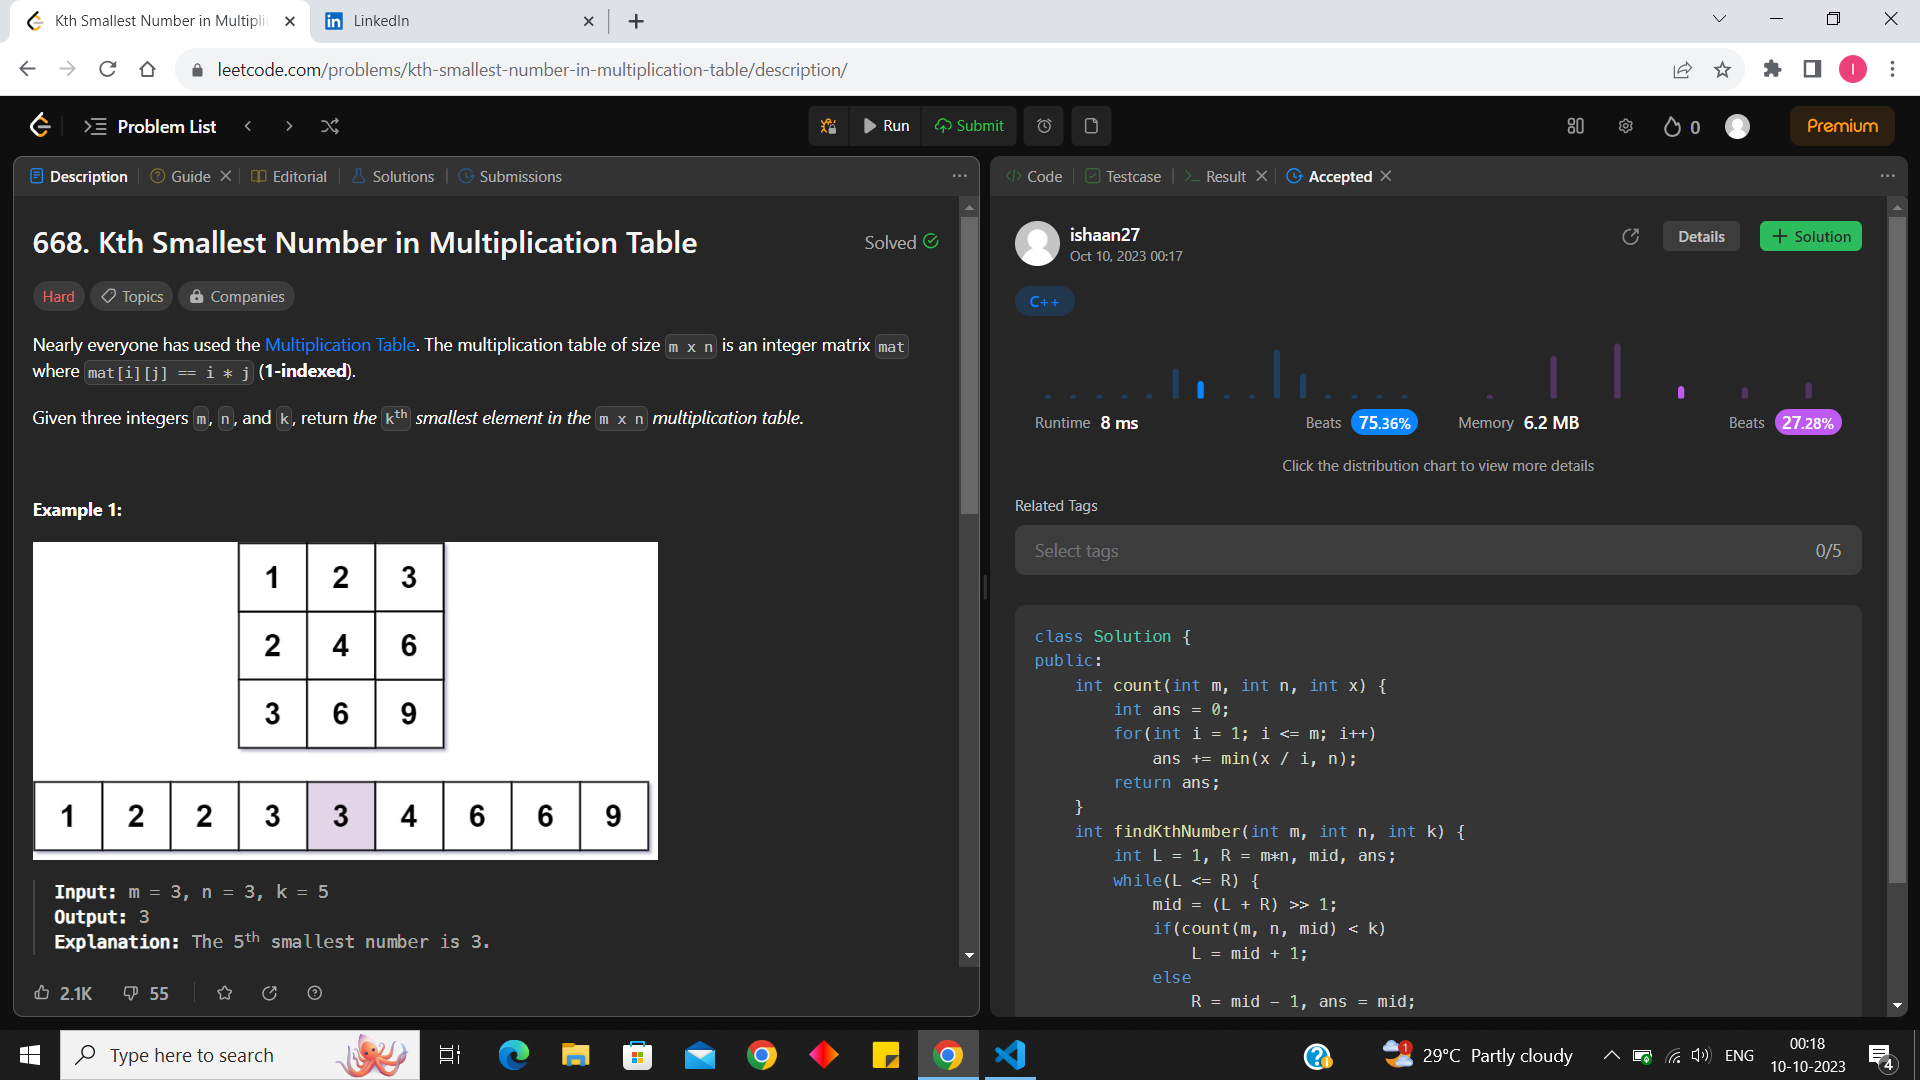 Kth Smallest Number in Multiplic
LinkedIn
leetcode.com/problems/kth-smallest-number-in-multiplication-table/description/
I
Problem List
Run
Submit
0
Premium
Description
Guide
Editorial
Solutions
Submissions
668. Kth Smallest Number in Multiplication Table
Solved
Hard
Topics
Companies
Nearly everyone has used the Multiplication Table. The multiplication table of size m x n is an integer matrix mat
where mat[i][j] == i * j (1-indexed).
Given three integers m, n, and k, return the kth smallest element in the m x n multiplication table.
Example 1:
1 2 3
2 4 6
3 6 9
1 2 2 3 3 4 6 6 9
Input: m = 3, n = 3, k = 5
Output: 3
Explanation: The 5th smallest number is 3.
2.1K
55
Code
Testcase
Result
Accepted
ishaan27
Oct 10, 2023 00:17
Details
Solution
C++
Runtime 8 ms
Beats 75.36%
Memory 6.2 MB
Beats 27.28%
Click the distribution chart to view more details
Related Tags
Select tags
0/5
class Solution {
public:
    int count(int m, int n, int x) {
        int ans = 0;
        for(int i = 1; i <= m; i++)
            ans += min(x / i, n);
        return ans;
    }
    int findKthNumber(int m, int n, int k) {
        int L = 1, R = m*n, mid, ans;
        while(L <= R) {
            mid = (L + R) >> 1;
            if(count(m, n, mid) < k)
                L = mid + 1;
            else
                R = mid - 1, ans = mid;
Type here to search
1
29°C Partly cloudy
ENG
00:18
10-10-2023
4